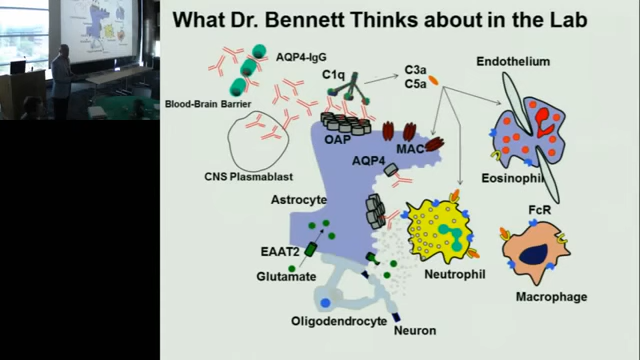 What Dr. Bennett Thinks about in the Lab
AQP4-IgG
Blood-Brain Barrier
CNS Plasmablast
C1q
C3a
C5a
OAP
MAC
AQP4
Astrocyte
EAAT2
Glutamate
Oligodendrocyte
Neuron
Neutrophil
Endothelium
Eosinophil
FcR
Macrophage